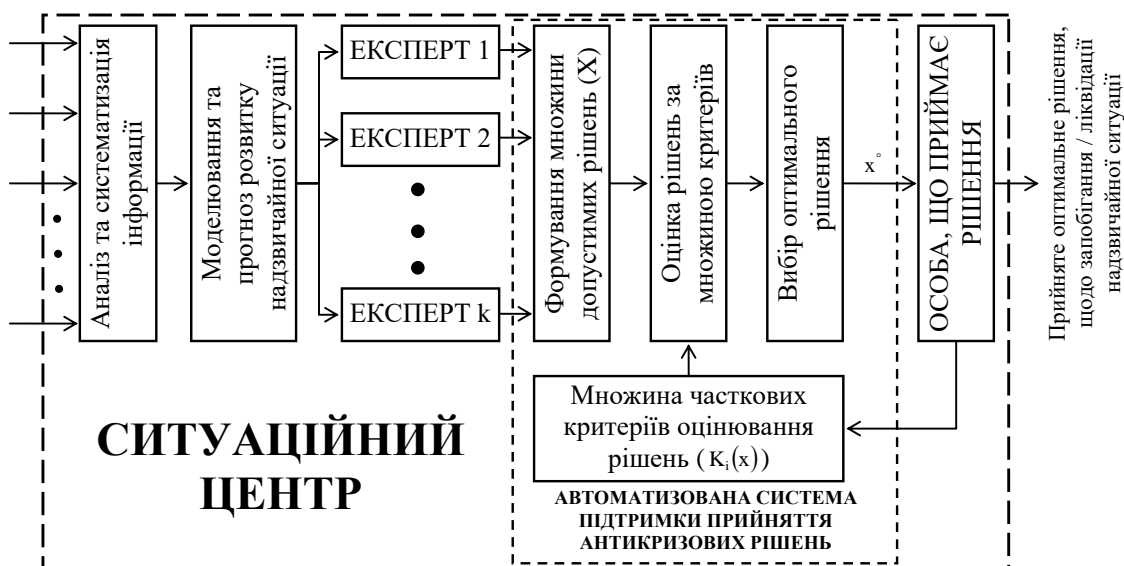 Аналіз та систематизація
інформації
Моделювання та
прогноз розвитку
надзвичайної ситуації
ЕКСПЕРТ 1
ЕКСПЕРТ 2
ЕКСПЕРТ k
Формування множини
допустимих рішень (X)
Оцінка рішень за
множиною критеріїв
Вибір оптимального
рішення
x°
ОСОБА, ЩО ПРИЙМАЄ
РІШЕННЯ
Прийняте оптимальне рішення,
щодо запобігання / ліквідації
надзвичайної ситуації
Множина часткових
критеріїв оцінювання
рішень ( Kᵢ(x) )
АВТОМАТИЗОВАНА СИСТЕМА
ПІДТРИМКИ ПРИЙНЯТТЯ
АНТИКРИЗОВИХ РІШЕНЬ
СИТУАЦІЙНИЙ
ЦЕНТР